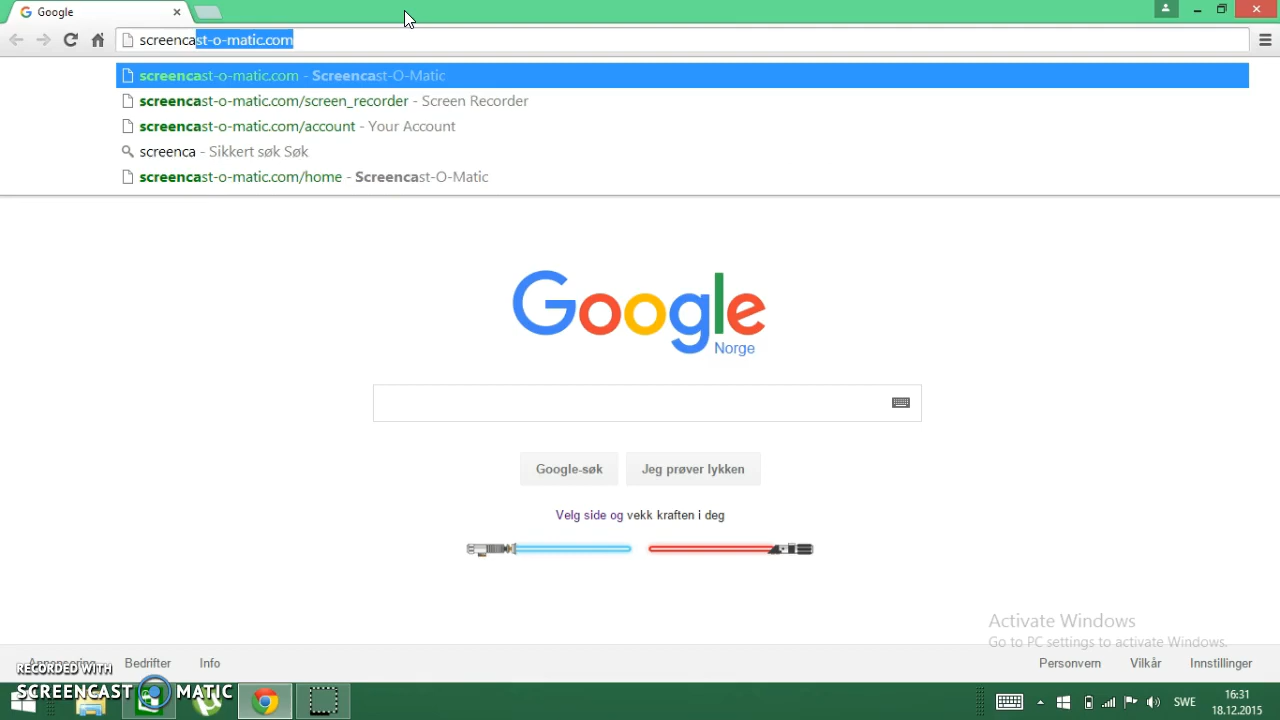 Google
screencast-o-matic.com
screencast-o-matic.com - Screencast-O-Matic
screencast-o-matic.com/screen_recorder - Screen Recorder
screencast-o-matic.com/account - Your Account
screenca - Sikkert søk Søk
screencast-o-matic.com/home - Screencast-O-Matic
Google
Norge
Google-søk
Jeg prøver lykken
Velg side og vekk kraften i deg
Activate Windows
Go to PC settings to activate Windows.
Annonsering
Bedrifter
Info
Personvern
Vilkår
Innstillinger
RECORDED WITH
SCREENCAST MATIC
SWE
16:31
18.12.2015